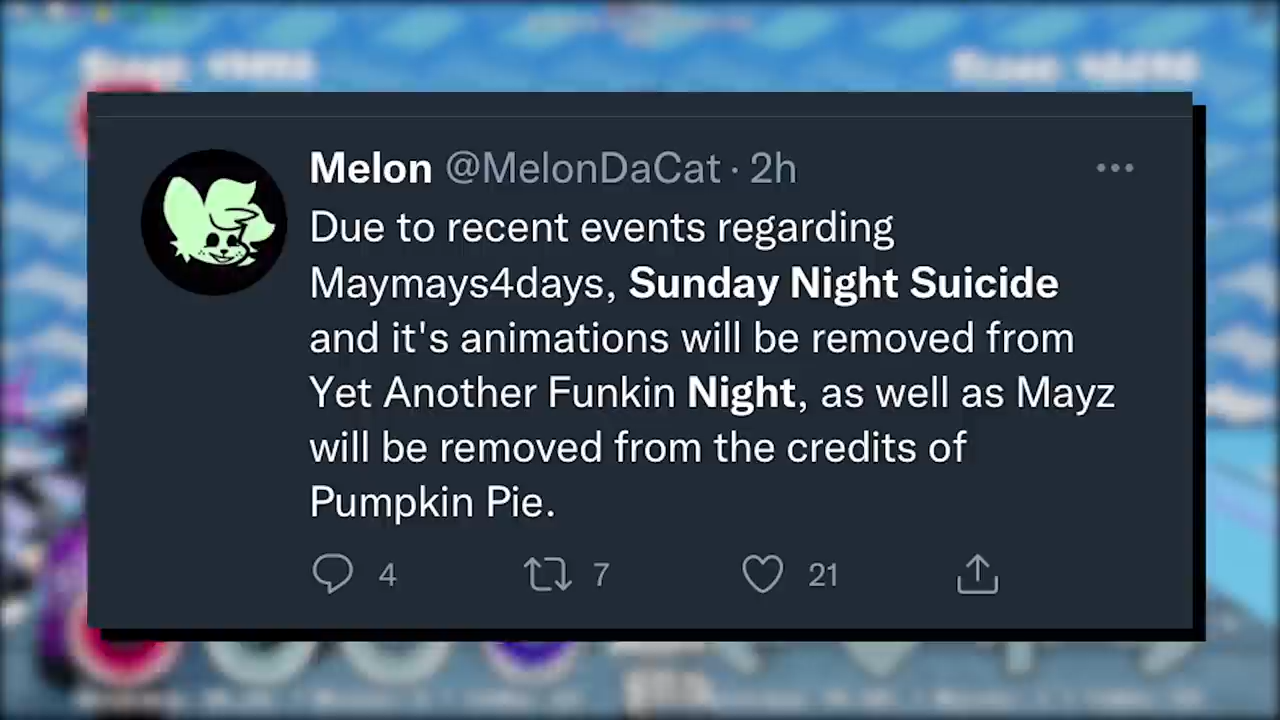 Melon @MelonDaCat · 2h
Due to recent events regarding
Maymays4days, Sunday Night Suicide
and it's animations will be removed from
Yet Another Funkin Night, as well as Mayz
will be removed from the credits of
Pumpkin Pie.
4 7 21